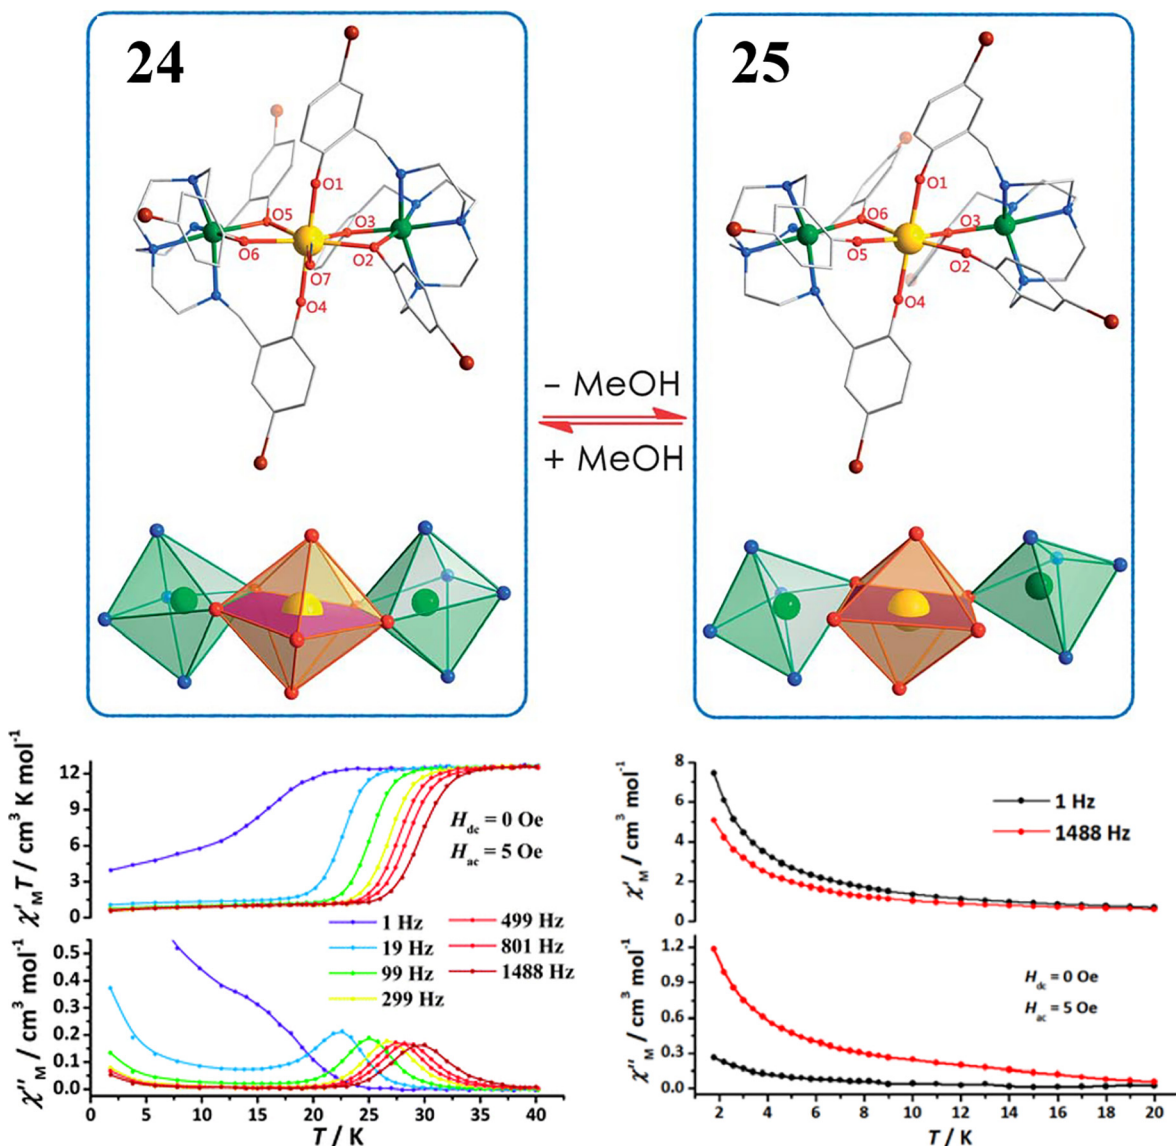 24
O1
O5
O3
O6
O2
O7
O4
− MeOH
+ MeOH
25
O1
O6
O3
O5
O2
O4
χ'MT / cm³ K mol⁻¹
12
9
6
3
0
Hdc = 0 Oe
Hac = 5 Oe
1 Hz
19 Hz
99 Hz
299 Hz
499 Hz
801 Hz
1488 Hz
χ''M / cm³ mol⁻¹
0.5
0.4
0.3
0.2
0.1
0.0
0 5 10 15 20 25 30 35 40
T / K
χ'M / cm³ mol⁻¹
8
6
4
2
0
1 Hz
1488 Hz
χ''M / cm³ mol⁻¹
1.2
0.9
0.6
0.3
0.0
Hdc = 0 Oe
Hac = 5 Oe
2 4 6 8 10 12 14 16 18 20
T / K